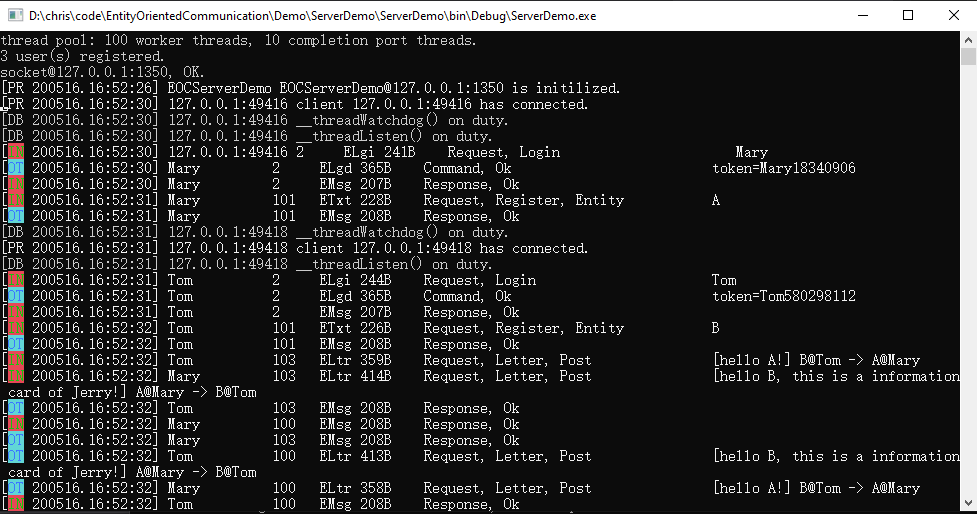 D:\chris\code\EntityOrientedCommunication\Demo\ServerDemo\ServerDemo\bin\Debug\ServerDemo.exe
thread pool: 100 worker threads, 10 completion port threads.
3 user(s) registered.
socket@127.0.0.1:1350, OK.
[PR 200516.16:52:26] EOCServerDemo EOCServerDemo@127.0.0.1:1350 is initilized.
[PR 200516.16:52:30] 127.0.0.1:49416 client 127.0.0.1:49416 has connected.
[DB 200516.16:52:30] 127.0.0.1:49416 __threadWatchdog() on duty.
[DB 200516.16:52:30] 127.0.0.1:49416 __threadListen() on duty.
[RX 200516.16:52:30] 127.0.0.1:49416 2 ELgi 241B Request, Login Mary
[OT 200516.16:52:30] Mary 2 ELgd 365B Command, Ok token=Mary18340906
[RX 200516.16:52:30] Mary 2 EMsg 207B Response, Ok
[RX 200516.16:52:31] Mary 101 ETxt 228B Request, Register, Entity A
[OT 200516.16:52:31] Mary 101 EMsg 208B Response, Ok
[DB 200516.16:52:31] 127.0.0.1:49418 __threadWatchdog() on duty.
[PR 200516.16:52:31] 127.0.0.1:49418 client 127.0.0.1:49418 has connected.
[DB 200516.16:52:31] 127.0.0.1:49418 __threadListen() on duty.
[RX 200516.16:52:31] Tom 2 ELgi 244B Request, Login Tom
[OT 200516.16:52:31] Tom 2 ELgd 365B Command, Ok token=Tom580298112
[RX 200516.16:52:31] Tom 2 EMsg 207B Response, Ok
[RX 200516.16:52:32] Tom 101 ETxt 226B Request, Register, Entity B
[OT 200516.16:52:32] Tom 101 EMsg 208B Response, Ok
[RX 200516.16:52:32] Tom 103 ELtr 359B Request, Letter, Post [hello A!] B@Tom -> A@Mary
[RX 200516.16:52:32] Mary 103 ELtr 414B Request, Letter, Post [hello B, this is a information
card of Jerry!] A@Mary -> B@Tom
[OT 200516.16:52:32] Tom 103 EMsg 208B Response, Ok
[RX 200516.16:52:32] Mary 100 EMsg 208B Response, Ok
[OT 200516.16:52:32] Mary 103 EMsg 208B Response, Ok
[OT 200516.16:52:32] Tom 100 ELtr 413B Request, Letter, Post [hello B, this is a information
card of Jerry!] A@Mary -> B@Tom
[OT 200516.16:52:32] Mary 100 ELtr 358B Request, Letter, Post [hello A!] B@Tom -> A@Mary
[RX 200516.16:52:32] Tom 100 EMsg 208B Response, Ok